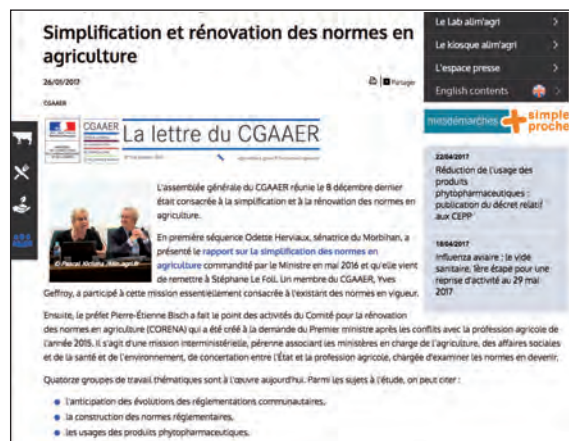 Simplification et rénovation des normes en
agriculture
26/01/2017
Partager
CGAAER
CGAAER
La lettre du CGAAER
L'assemblée générale du CGAAER réunie le 8 décembre dernier
était consacrée à la simplification et à la rénovation des normes en
agriculture.
En première séquence Odette Herviaux, sénatrice du Morbihan, a
présenté le rapport sur la simplification des normes en
agriculture commandité par le Ministre en mai 2016 et qu'elle vient
de remettre à Stéphane Le Foll. Un membre du CGAAER, Yves
Geffroy, a participé à cette mission essentiellement consacrée à l'existant des normes en vigueur.
Ensuite, le préfet Pierre-Étienne Bisch a fait le point des activités du Comité pour la rénovation
des normes en agriculture (CORENA) qui a été créé à la demande du Premier ministre après les conflits avec la profession agricole de
l'année 2015. Il s'agit d'une mission interministérielle, pérenne associant les ministères en charge de l'agriculture, des affaires sociales
et de la santé et de l'environnement, de concertation entre l'État et la profession agricole, chargée d'examiner les normes en devenir.
Quatorze groupes de travail thématiques sont à l'œuvre aujourd'hui. Parmi les sujets à l'étude, on peut citer :
l'anticipation des évolutions des réglementations communautaires,
la construction des normes réglementaires,
les usages des produits phytopharmaceutiques,
Le Lab alim'agri
Le kiosque alim'agri
L'espace presse
English contents
mesdémarches
simple
proche
22/04/2017
Réduction de l'usage des
produits
phytopharmaceutiques :
publication du décret relatif
aux CEPP
18/04/2017
Influenza aviaire : le vide
sanitaire, 1ère étape pour une
reprise d'activité au 29 mai
2017